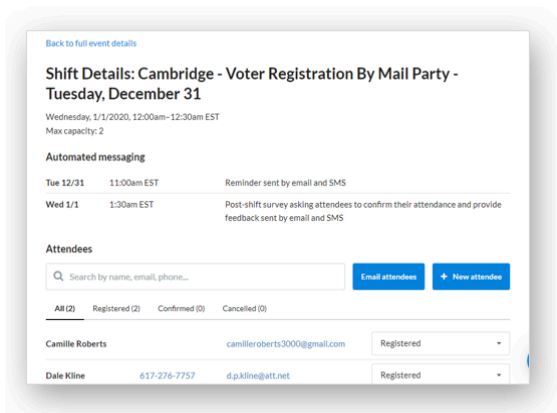 Back to full event details
Shift Details: Cambridge - Voter Registration By Mail Party -
Tuesday, December 31
Wednesday, 1/1/2020, 12:00am–12:30am EST
Max capacity: 2
Automated messaging
Tue 12/31 11:00am EST Reminder sent by email and SMS
Wed 1/1 1:30am EST Post-shift survey asking attendees to confirm their attendance and provide
feedback sent by email and SMS
Attendees
Search by name, email, phone... Email attendees + New attendee
All (2) Registered (2) Confirmed (0) Cancelled (0)
Camille Roberts camilleroberts3000@gmail.com Registered
Dale Kline 617-276-7757 d.p.kline@att.net Registered